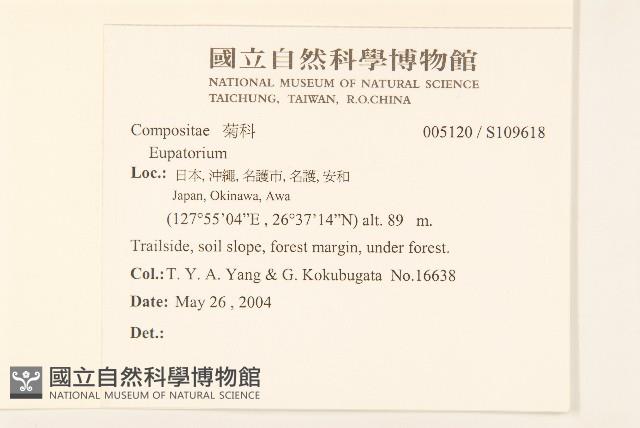 國立自然科學博物館
NATIONAL MUSEUM OF NATURAL SCIENCE
TAICHUNG, TAIWAN, R.O.CHINA
Compositae 菊科 005120 / S109618
Eupatorium
Loc.: 日本, 沖繩, 名護市, 名護, 安和
Japan, Okinawa, Awa
(127°55’04”E , 26°37’14”N) alt. 89 m.
Trailside, soil slope, forest margin, under forest.
Col.: T. Y. A. Yang & G. Kokubugata No.16638
Date: May 26 , 2004
Det.:
國立自然科學博物館
NATIONAL MUSEUM OF NATURAL SCIENCE